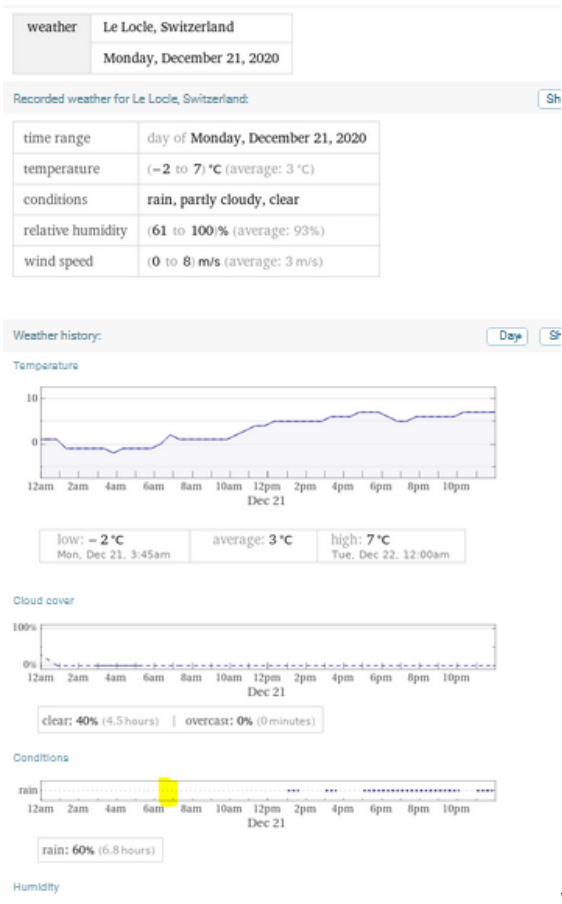 weather Le Locle, Switzerland
Monday, December 21, 2020
Recorded weather for Le Locle, Switzerland:
time range day of Monday, December 21, 2020
temperature (−2 to 7) °C (average: 3 °C)
conditions rain, partly cloudy, clear
relative humidity (61 to 100)% (average: 93%)
wind speed (0 to 8) m/s (average: 3 m/s)
Weather history:
Temperature
10
0
12am 2am 4am 6am 8am 10am 12pm 2pm 4pm 6pm 8pm 10pm
Dec 21
low: −2 °C average: 3 °C high: 7 °C
Mon, Dec 21, 3:45am Tue, Dec 22, 12:00am
Cloud cover
100%
0%
12am 2am 4am 6am 8am 10am 12pm 2pm 4pm 6pm 8pm 10pm
Dec 21
clear: 40% (4.5 hours) | overcast: 0% (0 minutes)
Conditions
rain
12am 2am 4am 6am 8am 10am 12pm 2pm 4pm 6pm 8pm 10pm
Dec 21
rain: 60% (6.8 hours)
Humidity